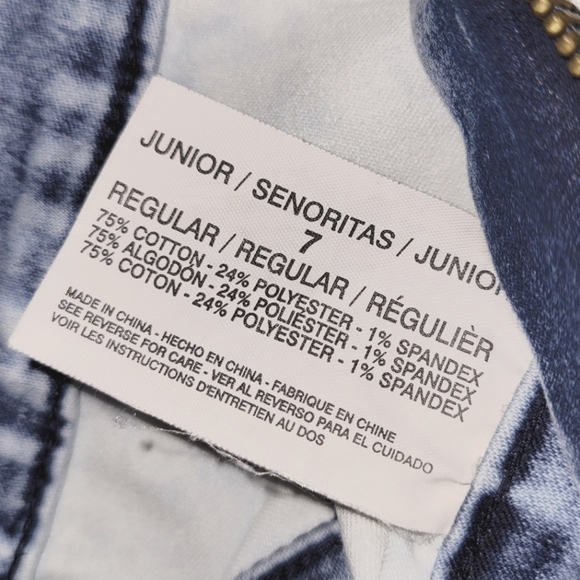 JUNIOR / SENORITAS / JUNIOR
7
REGULAR / REGULAR / RÉGULIÈR
75% COTTON - 24% POLYESTER - 1% SPANDEX
75% ALGODÓN - 24% POLIÉSTER - 1% SPANDEX
75% COTON - 24% POLYESTER - 1% SPANDEX
MADE IN CHINA - HECHO EN CHINA - FABRIQUE EN CHINE
SEE REVERSE FOR CARE - VER AL REVERSO PARA EL CUIDADO
VOIR LES INSTRUCTIONS D'ENTRETIEN AU DOS